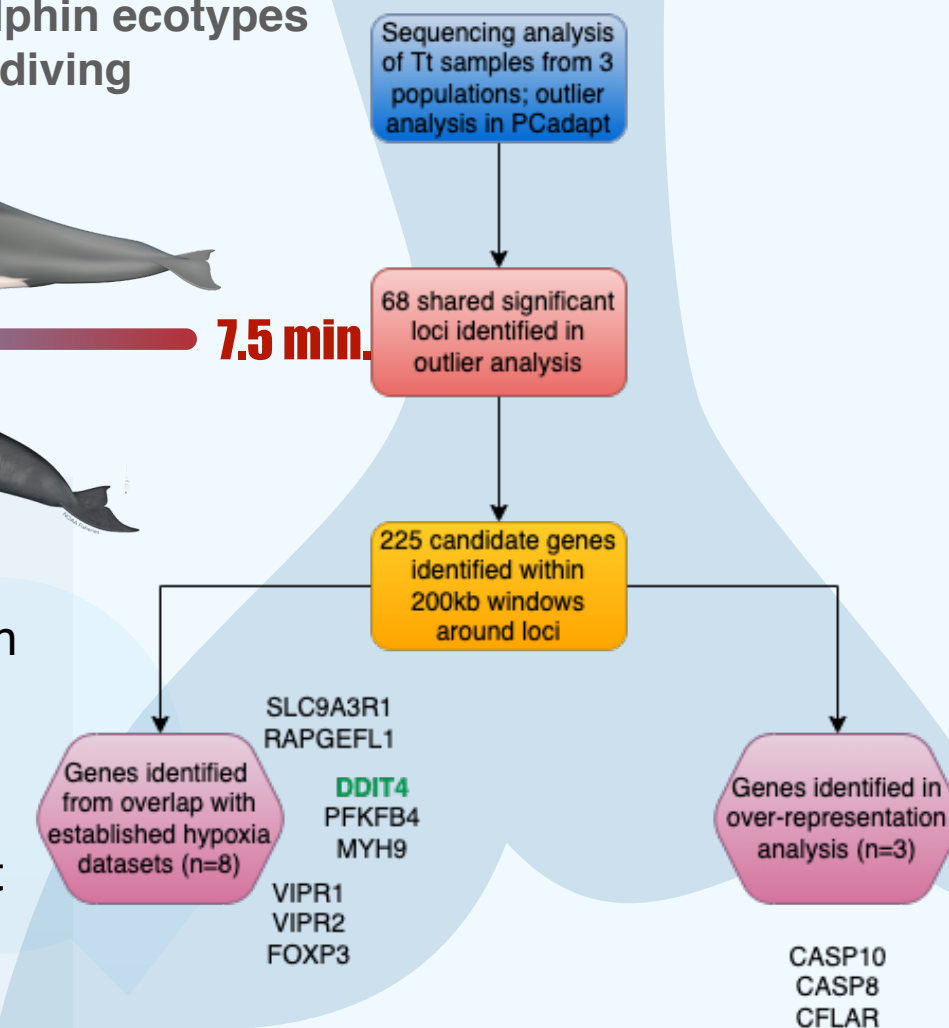 lphin ecotypes
diving
Sequencing analysis
of Tt samples from 3
populations; outlier
analysis in PCadapt
7.5 min.
68 shared significant
loci identified in
outlier analysis
NOAA Fisheries
225 candidate genes
identified within
200kb windows
around loci
n
t
Genes identified
from overlap with
established hypoxia
datasets (n=8)
SLC9A3R1
RAPGEFL1
DDIT4
PFKFB4
MYH9
VIPR1
VIPR2
FOXP3
Genes identified in
over-representation
analysis (n=3)
CASP10
CASP8
CFLAR